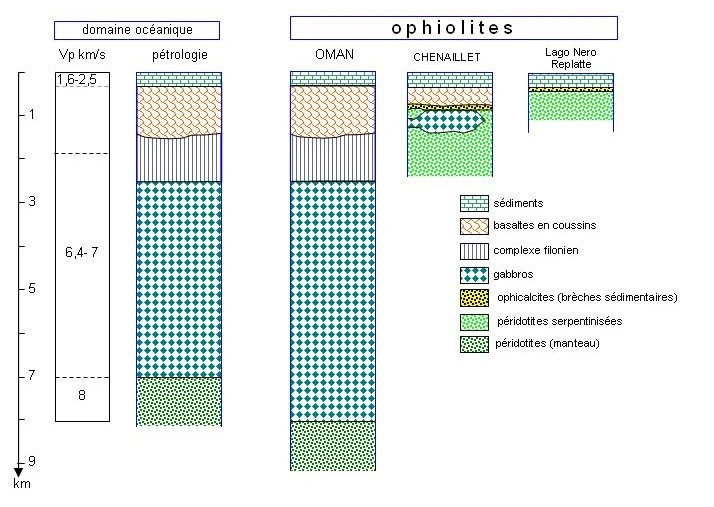 domaine océanique
ophiolites
Vp km/s
pétrologie
OMAN
CHENAILLET
Lago Nero
Replatte
1,6-2,5
1
3
6,4- 7
5
7
8
9
km
sédiments
basaltes en coussins
complexe filonien
gabbros
ophicalcites (brèches sédimentaires)
péridotites serpentinisées
péridotites (manteau)